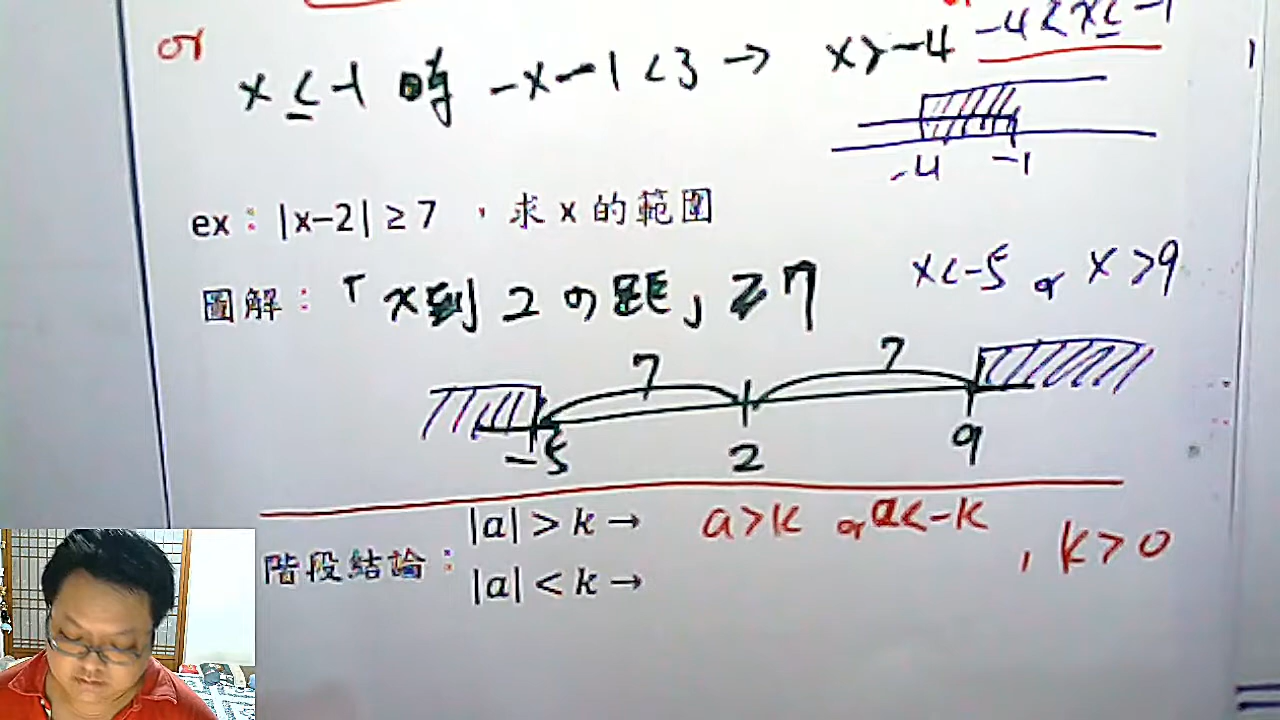 -4<x≤-1
or x≤-1 時 -x-1<3 → x>-4
-4 -1
ex:|x-2|≥7,求x的範圍
圖解:「x到2の距」≥7 x<-5 or x>9
7 7
-5 2 9
|a|>k→ a>k or a<-k
階段結論: ,k>0
|a|<k→